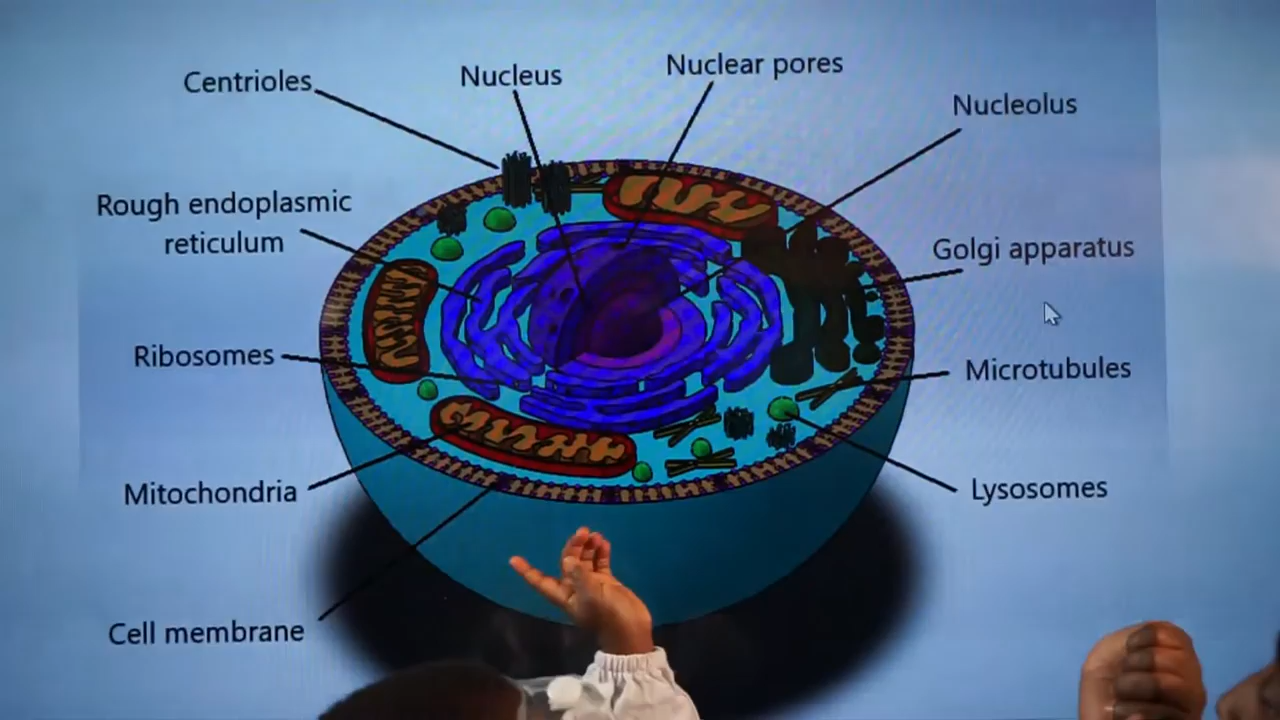 Centrioles
Nucleus
Nuclear pores
Nucleolus
Rough endoplasmic
reticulum
Golgi apparatus
Ribosomes
Microtubules
Mitochondria
Lysosomes
Cell membrane